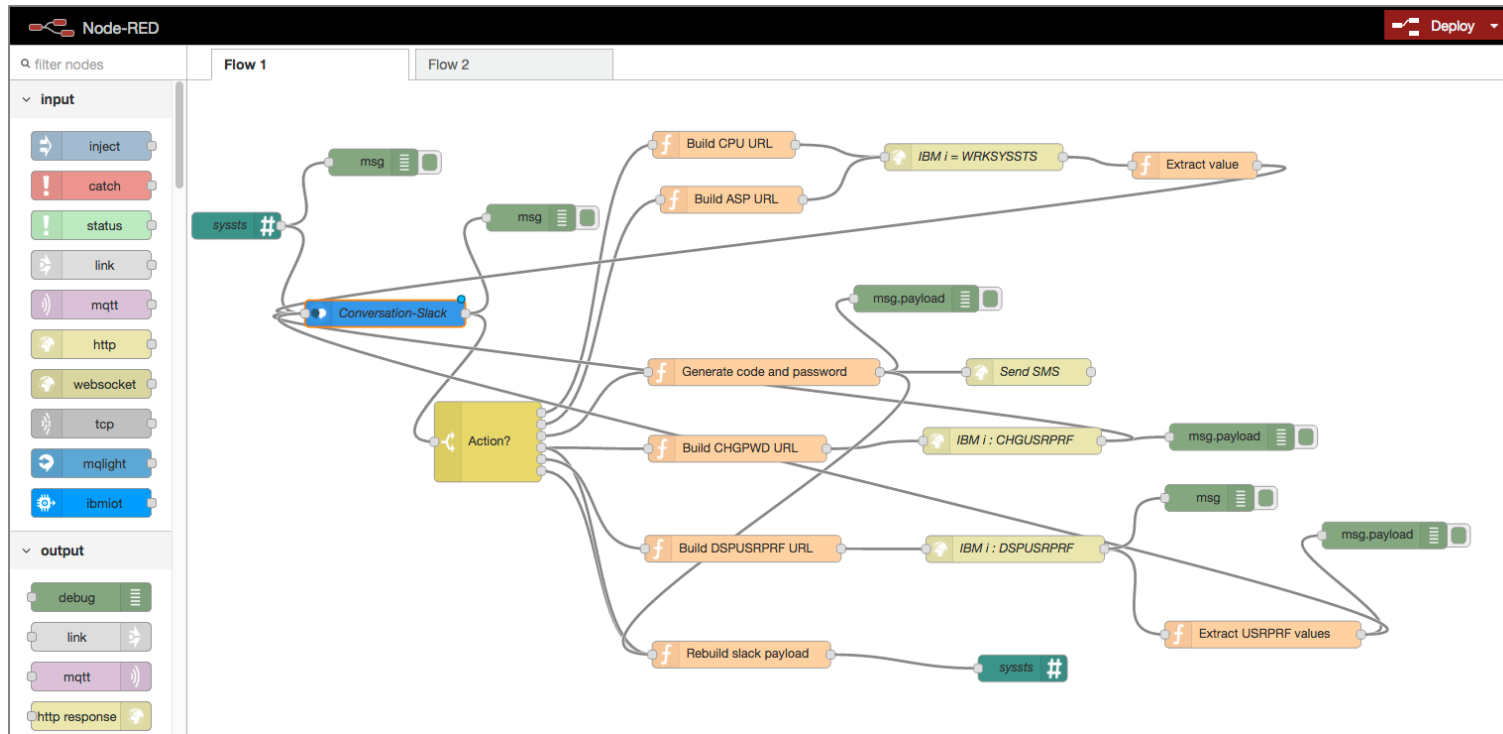 Node-RED
Deploy
filter nodes
Flow 1
Flow 2
input
inject
catch
status
link
mqtt
http
websocket
tcp
mqlight
ibmiot
output
debug
link
mqtt
http response
msg
syssts
msg
Conversation-Slack
Action?
Build CPU URL
Build ASP URL
IBM i = WRKSYSSTS
Extract value
msg.payload
Generate code and password
Send SMS
Build CHGPWD URL
IBM i : CHGUSRPRF
msg.payload
msg
Build DSPUSRPRF URL
IBM i : DSPUSRPRF
msg.payload
Extract USRPRF values
Rebuild slack payload
syssts